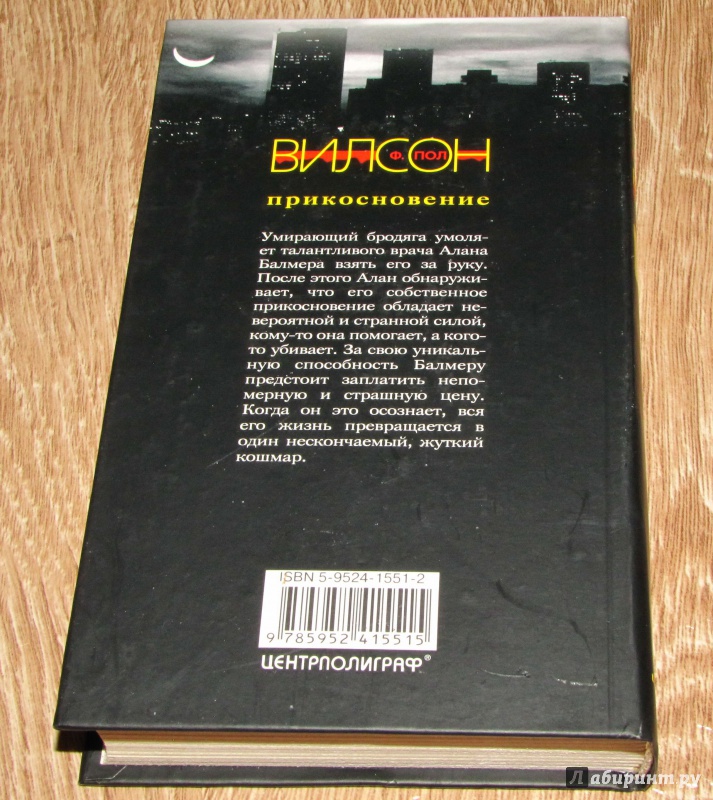 ВИЛСОН
Ф. ПОЛ
прикосновение
Умирающий бродяга умоля-
ет талантливого врача Алана
Балмера взять его за руку.
После этого Алан обнаружи-
вает, что его собственное
прикосновение обладает не-
вероятной и странной силой,
кому-то она помогает, а кого-
то убивает. За свою уникаль-
ную способность Балмеру
предстоит заплатить непо-
мерную и страшную цену.
Когда он это осознает, вся
его жизнь превращается в
один нескончаемый, жуткий
кошмар.
ISBN 5-9524-1551-2
9 785952 415515
ЦЕНТРПОЛИГРАФ®
Лабиринт.ру